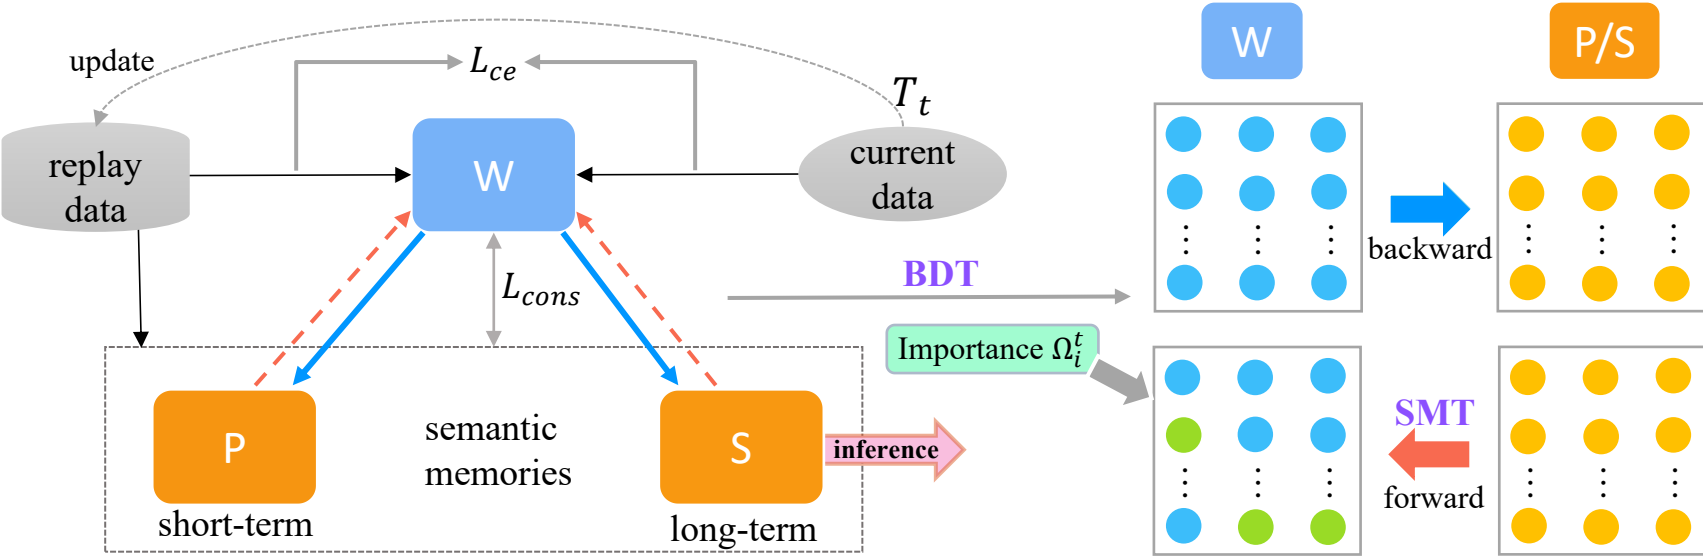 update
L_ce
T_t
W
P/S
replay
data
W
current
data
backward
BDT
L_cons
Importance Ω_i^t
SMT
forward
P
semantic
memories
S
inference
short-term
long-term